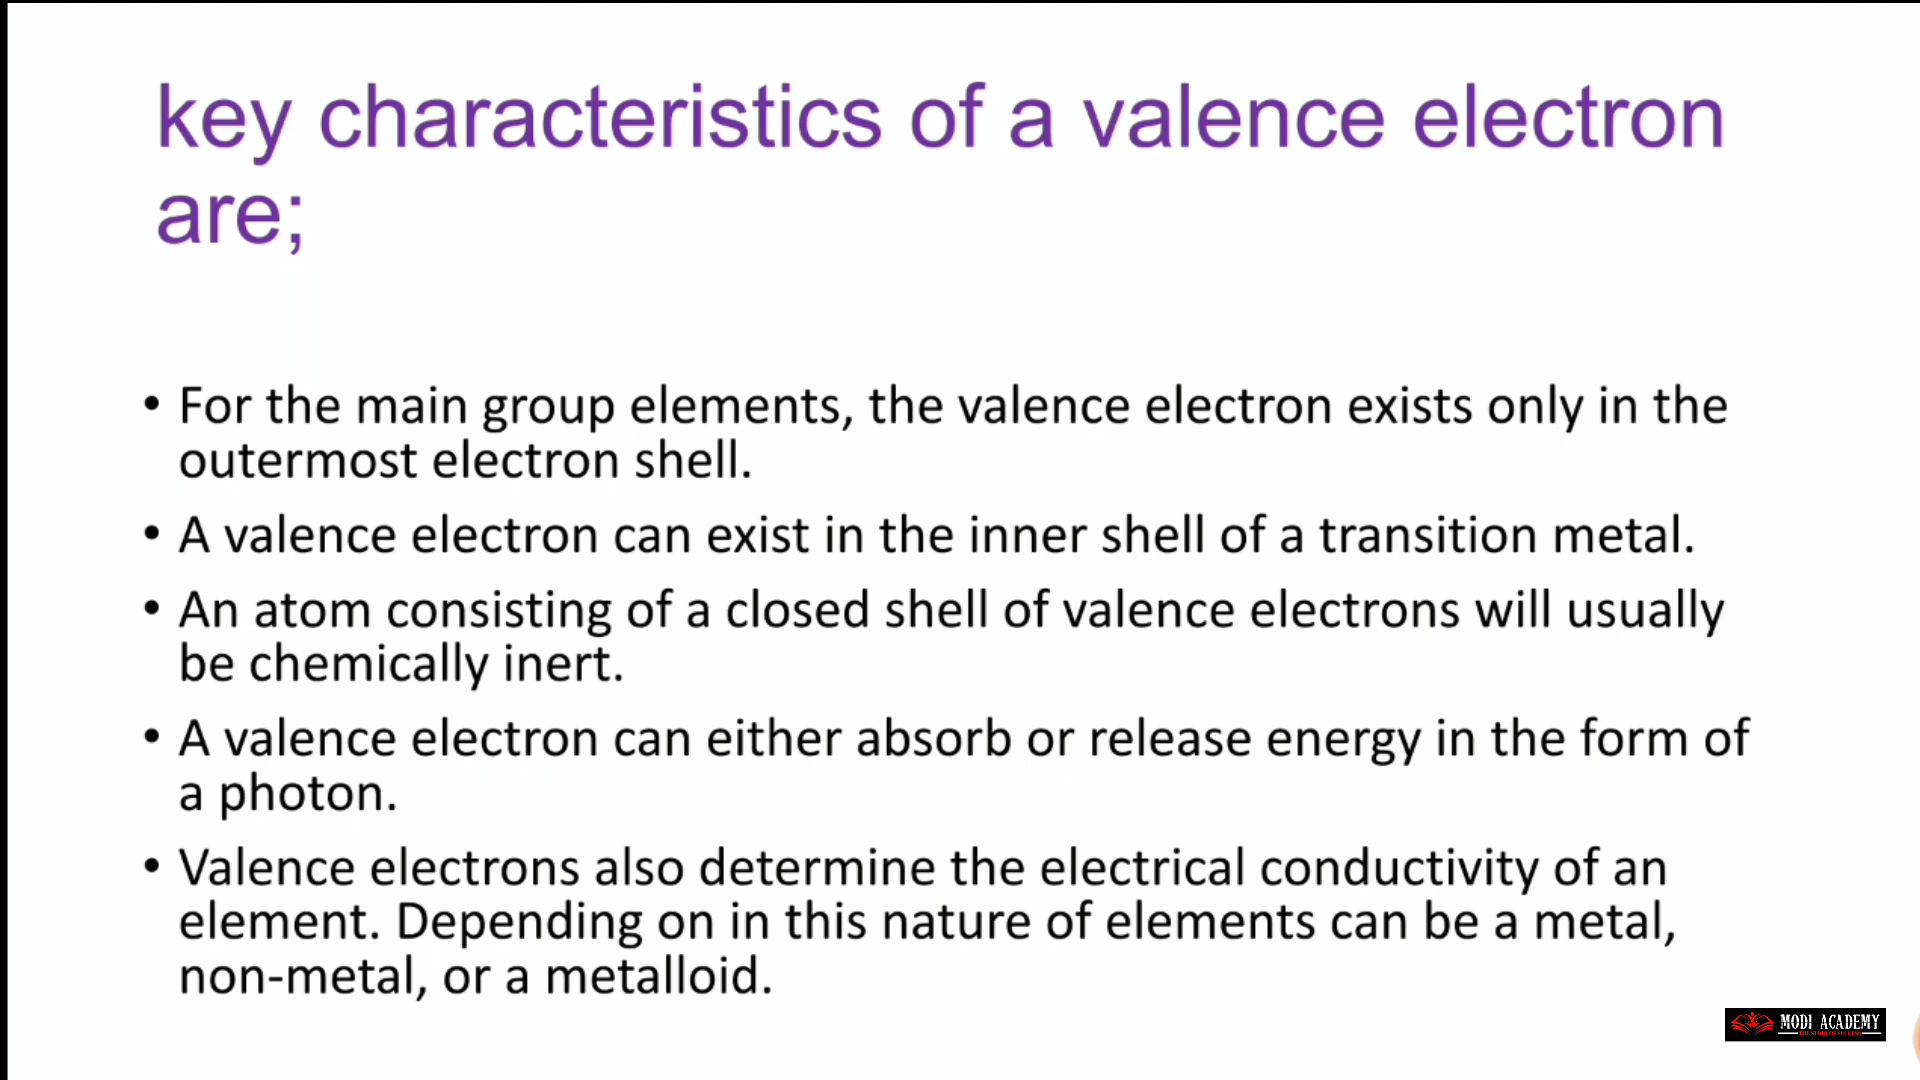 key characteristics of a valence electron
are;
• For the main group elements, the valence electron exists only in the
outermost electron shell.
• A valence electron can exist in the inner shell of a transition metal.
• An atom consisting of a closed shell of valence electrons will usually
be chemically inert.
• A valence electron can either absorb or release energy in the form of
a photon.
• Valence electrons also determine the electrical conductivity of an
element. Depending on in this nature of elements can be a metal,
non-metal, or a metalloid.
MODI ACADEMY